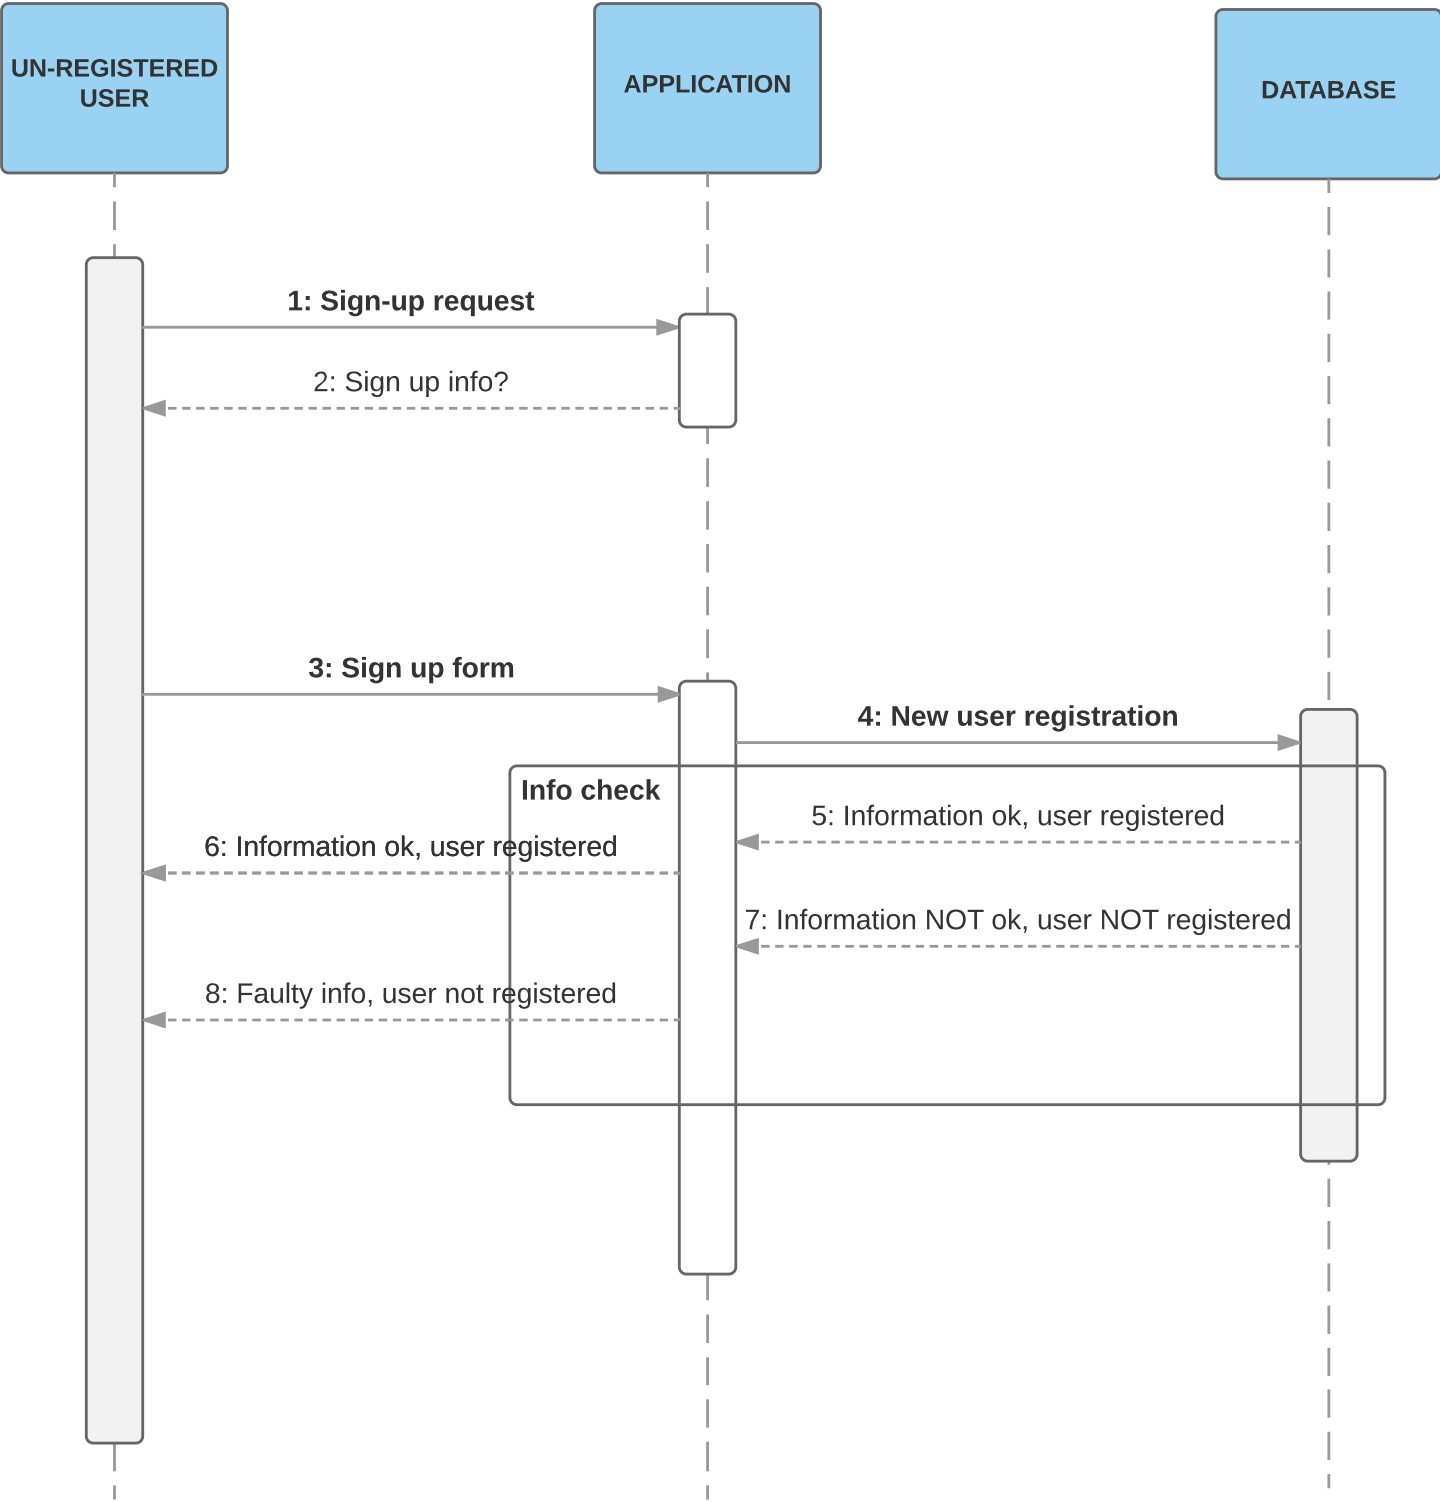 UN-REGISTERED
USER
APPLICATION
DATABASE
1: Sign-up request
2: Sign up info?
3: Sign up form
4: New user registration
Info check
5: Information ok, user registered
6: Information ok, user registered
7: Information NOT ok, user NOT registered
8: Faulty info, user not registered